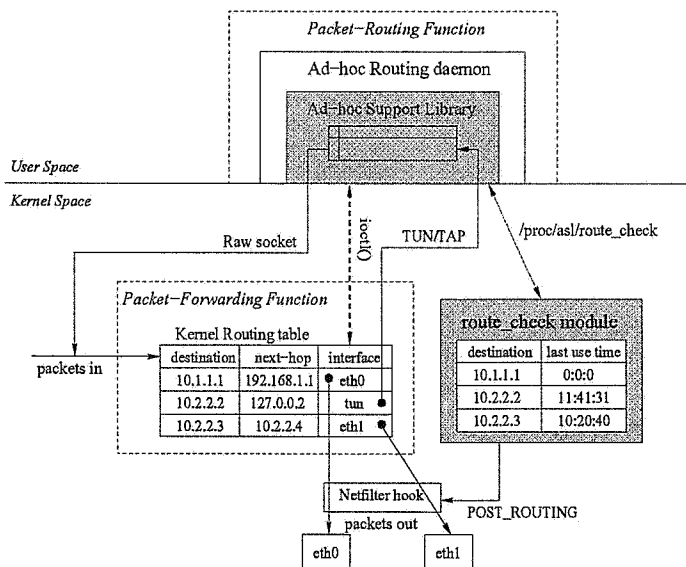 Packet-Routing Function
Ad-hoc Routing daemon
Ad-hoc Support Library
User Space
Kernel Space
Raw socket
ioctl()
TUN/TAP
/proc/asl/route_check
Packet-Forwarding Function
Kernel Routing table
destination next-hop interface
10.1.1.1 192.168.1.1 eth0
10.2.2.2 127.0.0.2 tun
10.2.2.3 10.2.2.4 eth1
packets in
route_check module
destination last use time
10.1.1.1 0:0:0
10.2.2.2 11:41:31
10.2.2.3 10:20:40
Netfilter hook
POST_ROUTING
packets out
eth0
eth1